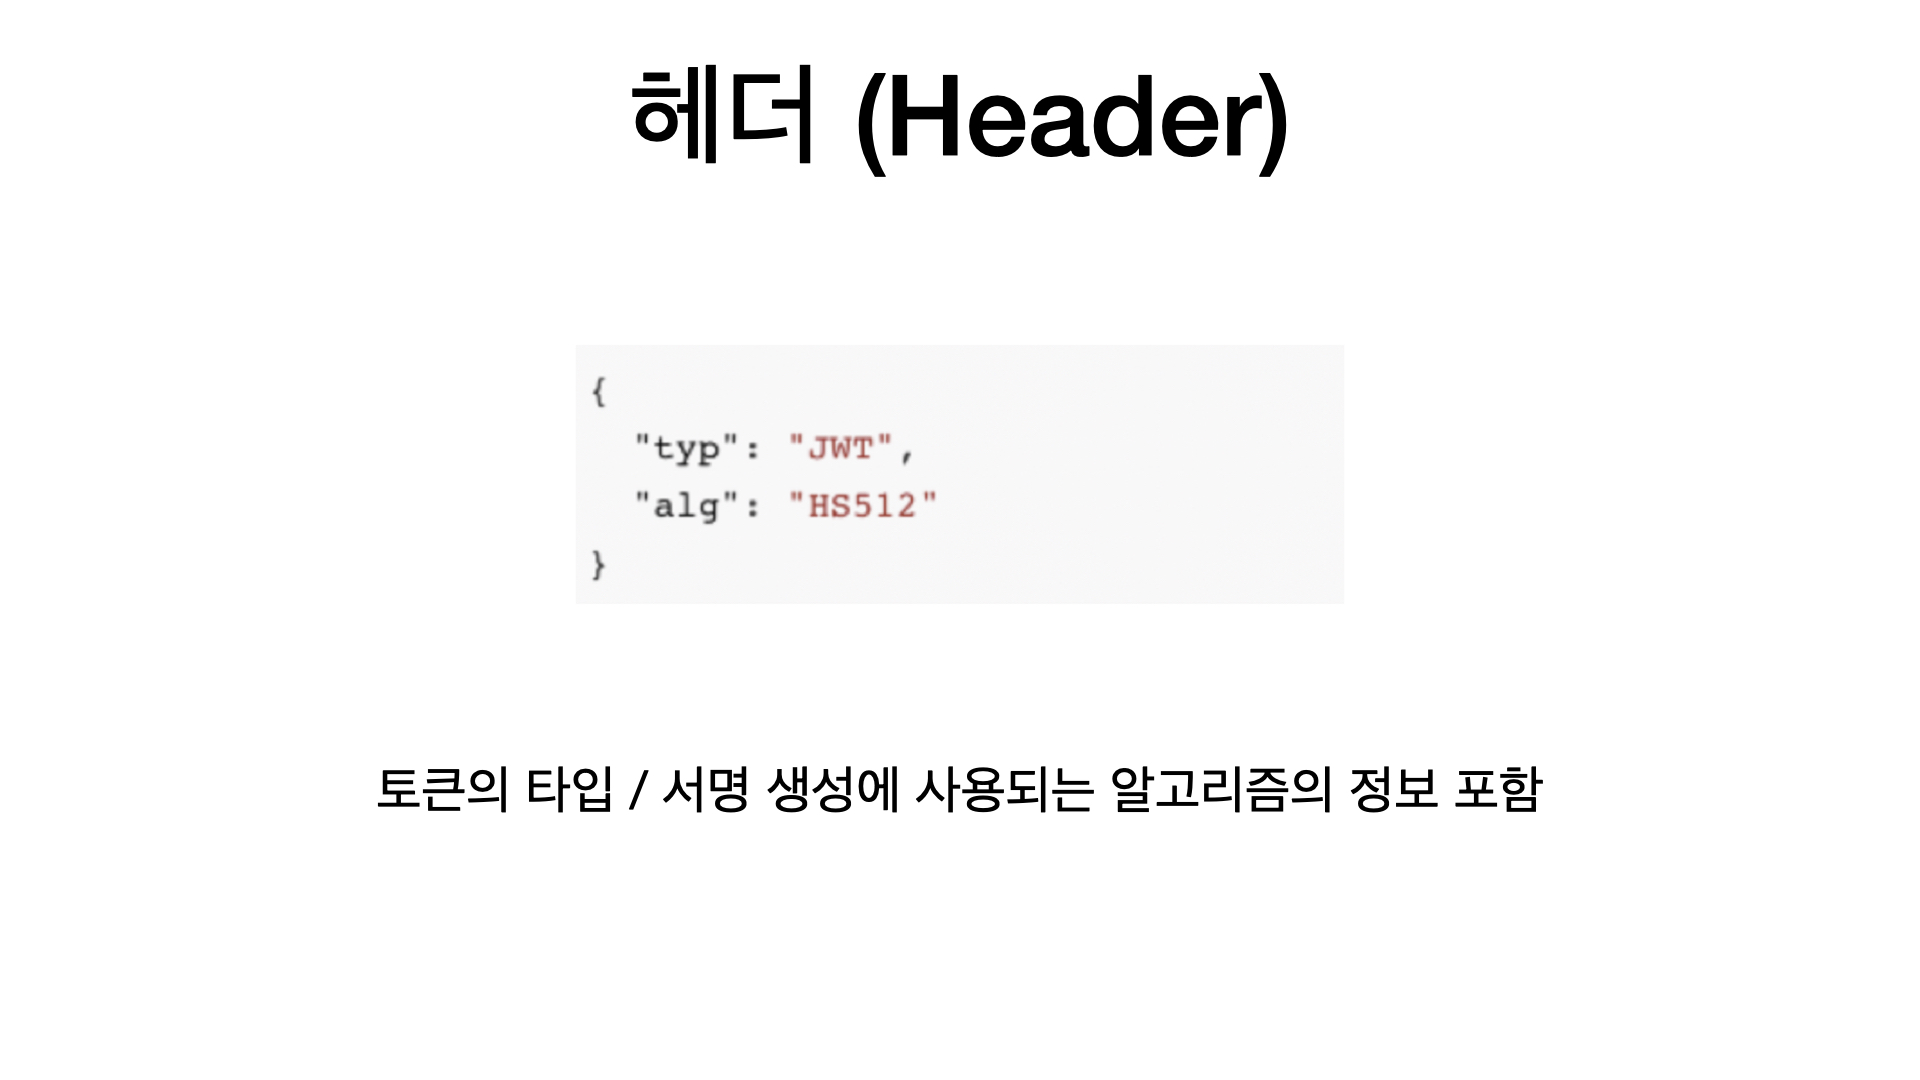 헤더 (Header)
{
"typ": "JWT",
"alg": "HS512"
}
토큰의 타입 / 서명 생성에 사용되는 알고리즘의 정보 포함